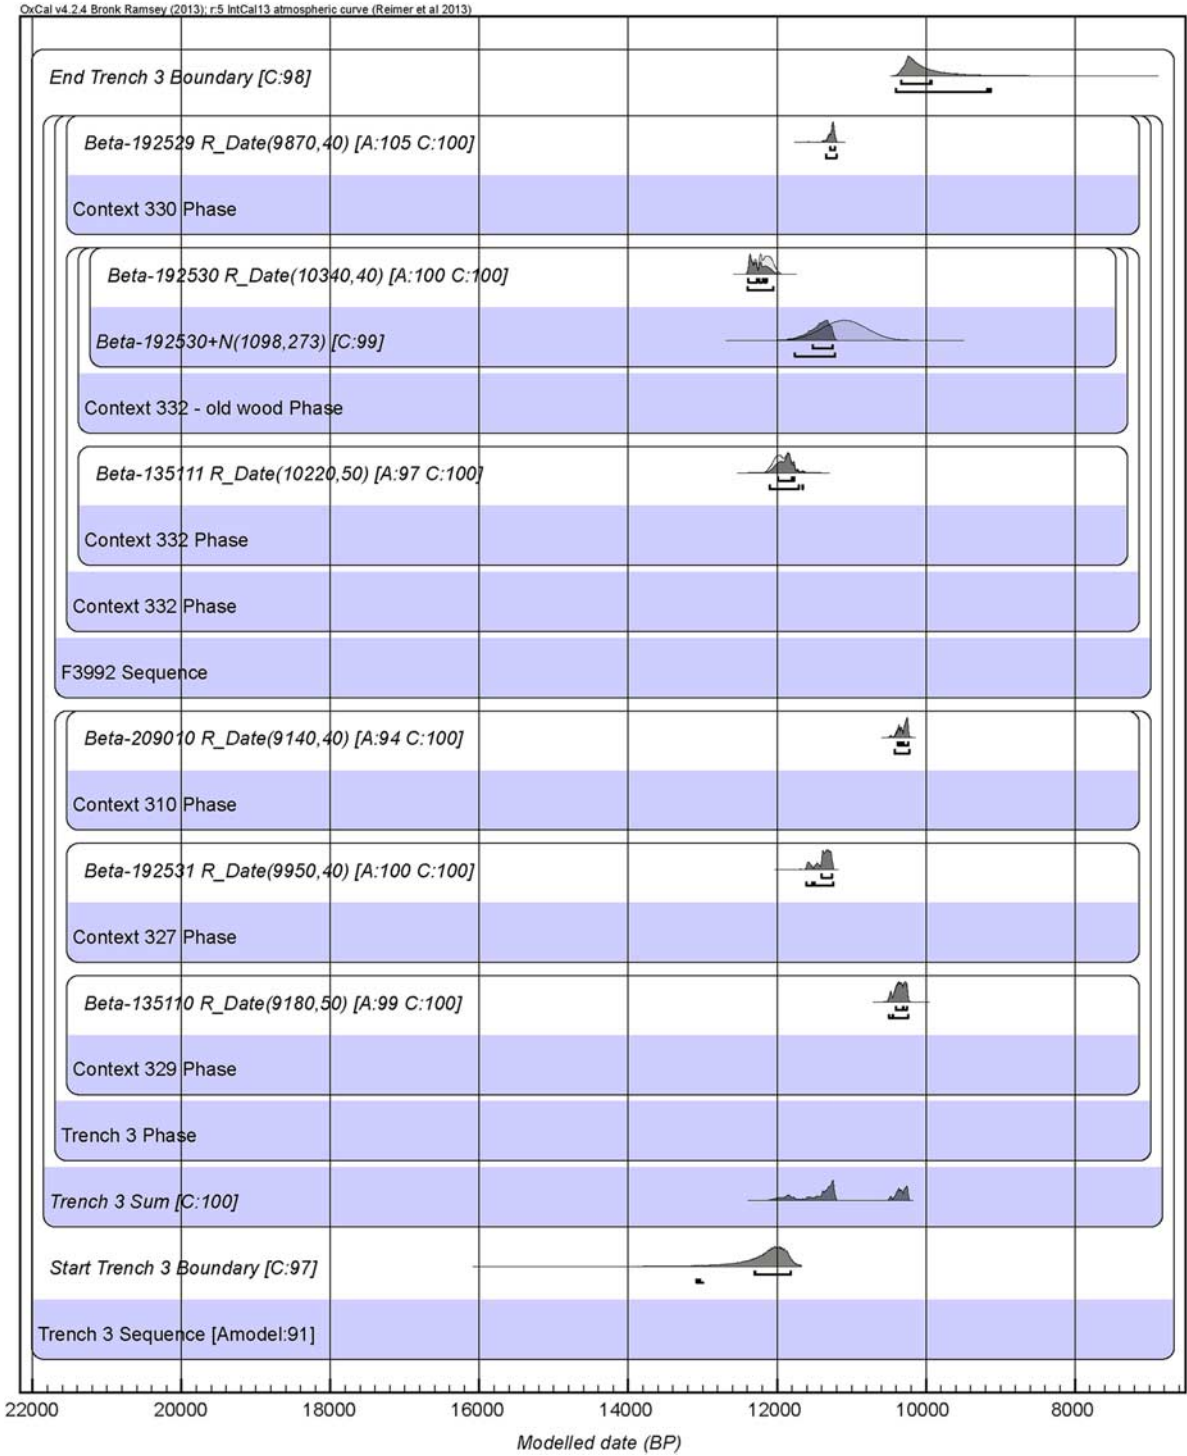 OxCal v4.2.4 Bronk Ramsey (2013); r:5 IntCal13 atmospheric curve (Reimer et al 2013)
End Trench 3 Boundary [C:98]
Beta-192529 R_Date(9870,40) [A:105 C:100]
Context 330 Phase
Beta-192530 R_Date(10340,40) [A:100 C:100]
Beta-192530+N(1098,273) [C:99]
Context 332 - old wood Phase
Beta-135111 R_Date(10220,50) [A:97 C:100]
Context 332 Phase
Context 332 Phase
F3992 Sequence
Beta-209010 R_Date(9140,40) [A:94 C:100]
Context 310 Phase
Beta-192531 R_Date(9950,40) [A:100 C:100]
Context 327 Phase
Beta-135110 R_Date(9180,50) [A:99 C:100]
Context 329 Phase
Trench 3 Phase
Trench 3 Sum [C:100]
Start Trench 3 Boundary [C:97]
Trench 3 Sequence [Amodel:91]
22000 20000 18000 16000 14000 12000 10000 8000
Modelled date (BP)